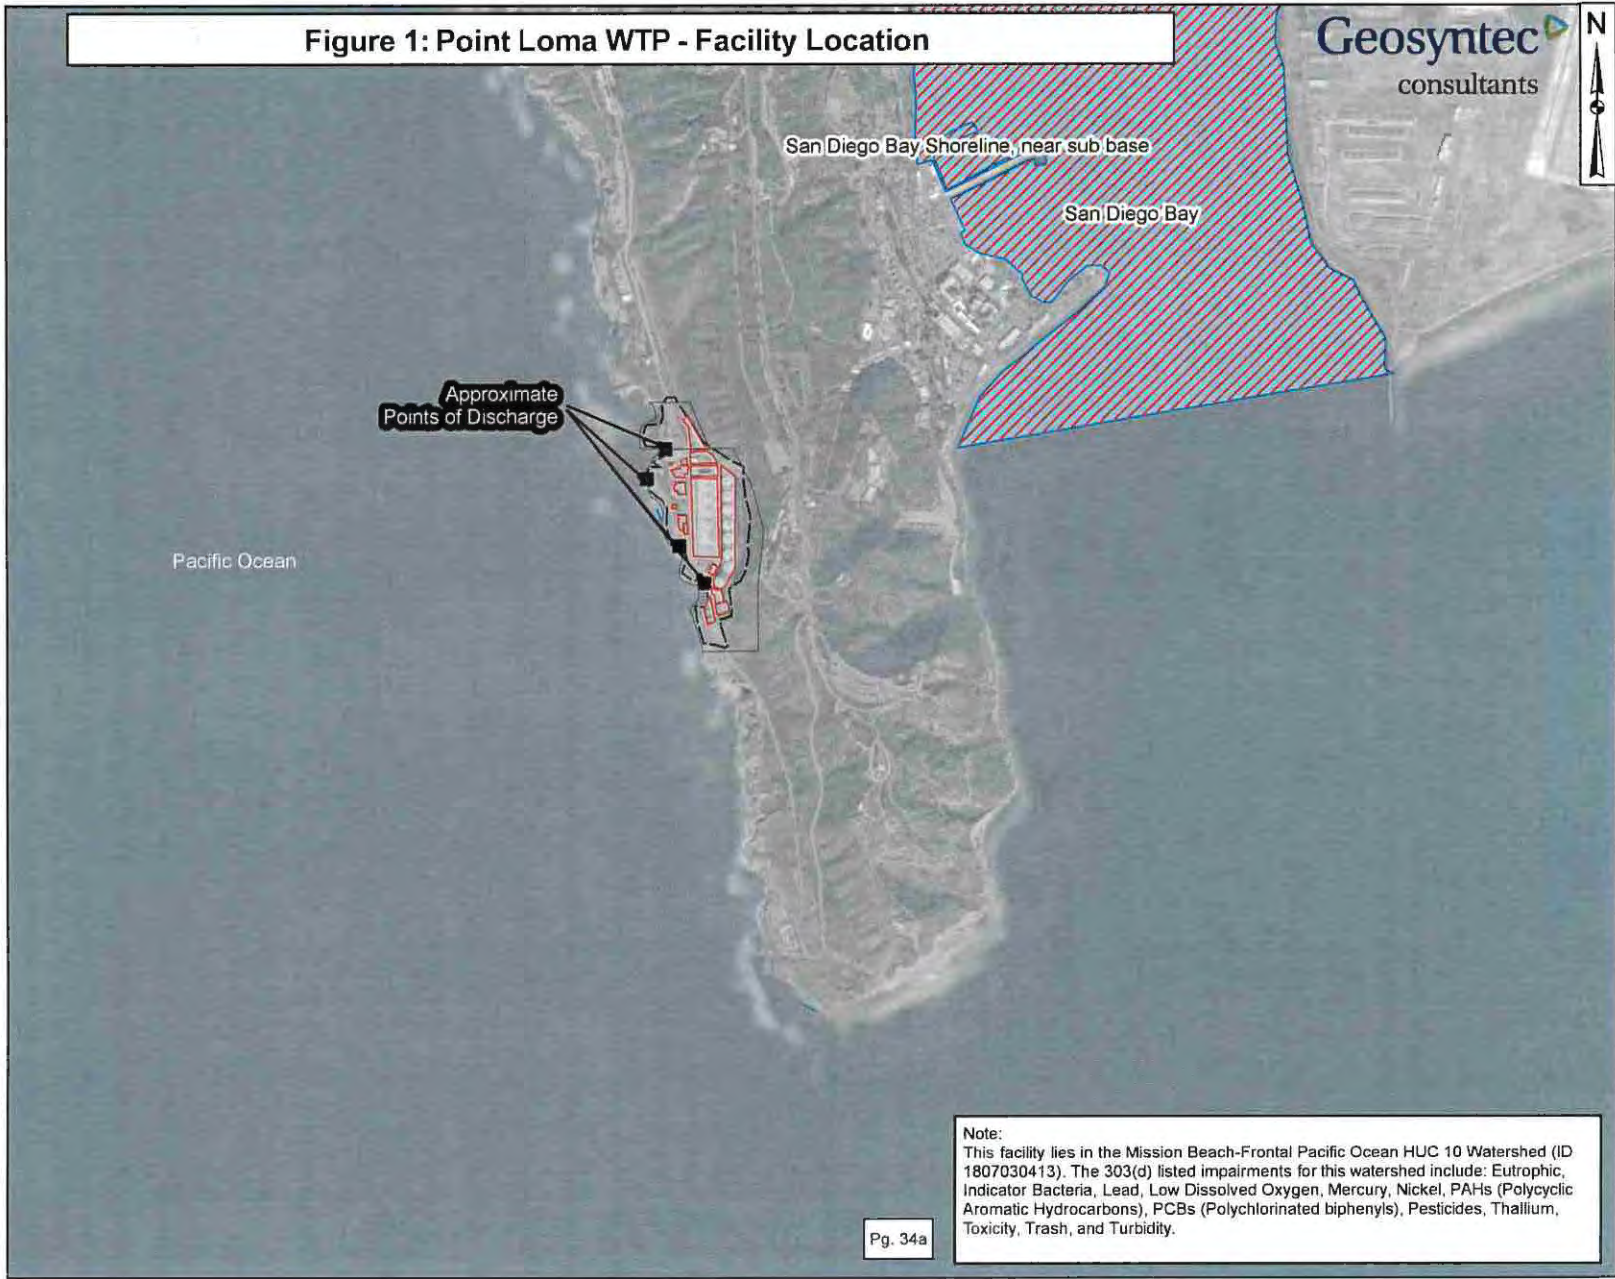 Figure 1: Point Loma WTP - Facility Location
Geosyntec
consultants
N
San Diego Bay Shoreline, near sub base
San Diego Bay
Approximate
Points of Discharge
Pacific Ocean
Note:
This facility lies in the Mission Beach-Frontal Pacific Ocean HUC 10 Watershed (ID
1807030413). The 303(d) listed impairments for this watershed include: Eutrophic,
Indicator Bacteria, Lead, Low Dissolved Oxygen, Mercury, Nickel, PAHs (Polycyclic
Aromatic Hydrocarbons), PCBs (Polychlorinated biphenyls), Pesticides, Thallium,
Toxicity, Trash, and Turbidity.
Pg. 34a